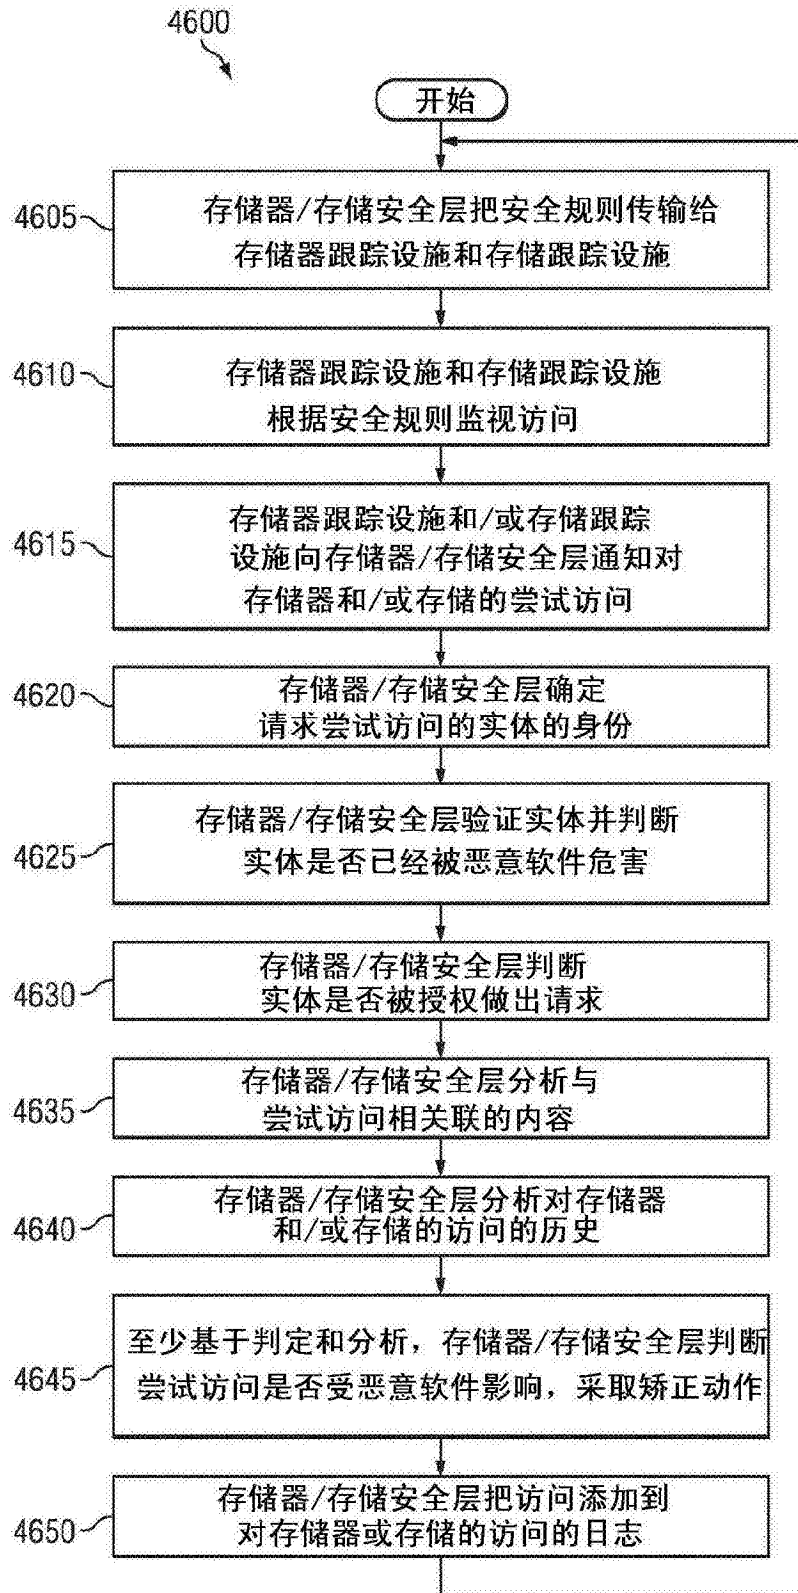 4600
开始
4605
存储器/存储安全层把安全规则传输给
存储器跟踪设施和存储跟踪设施
4610
存储器跟踪设施和存储跟踪设施
根据安全规则监视访问
4615
存储器跟踪设施和/或存储跟踪
设施向存储器/存储安全层通知对
存储器和/或存储的尝试访问
4620
存储器/存储安全层确定
请求尝试访问的实体的身份
4625
存储器/存储安全层验证实体并判断
实体是否已经被恶意软件危害
4630
存储器/存储安全层判断
实体是否被授权做出请求
4635
存储器/存储安全层分析与
尝试访问相关联的内容
4640
存储器/存储安全层分析对存储器
和/或存储的访问的历史
4645
至少基于判定和分析，存储器/存储安全层判断
尝试访问是否受恶意软件影响，采取矫正动作
4650
存储器/存储安全层把访问添加到
对存储器或存储的访问的日志